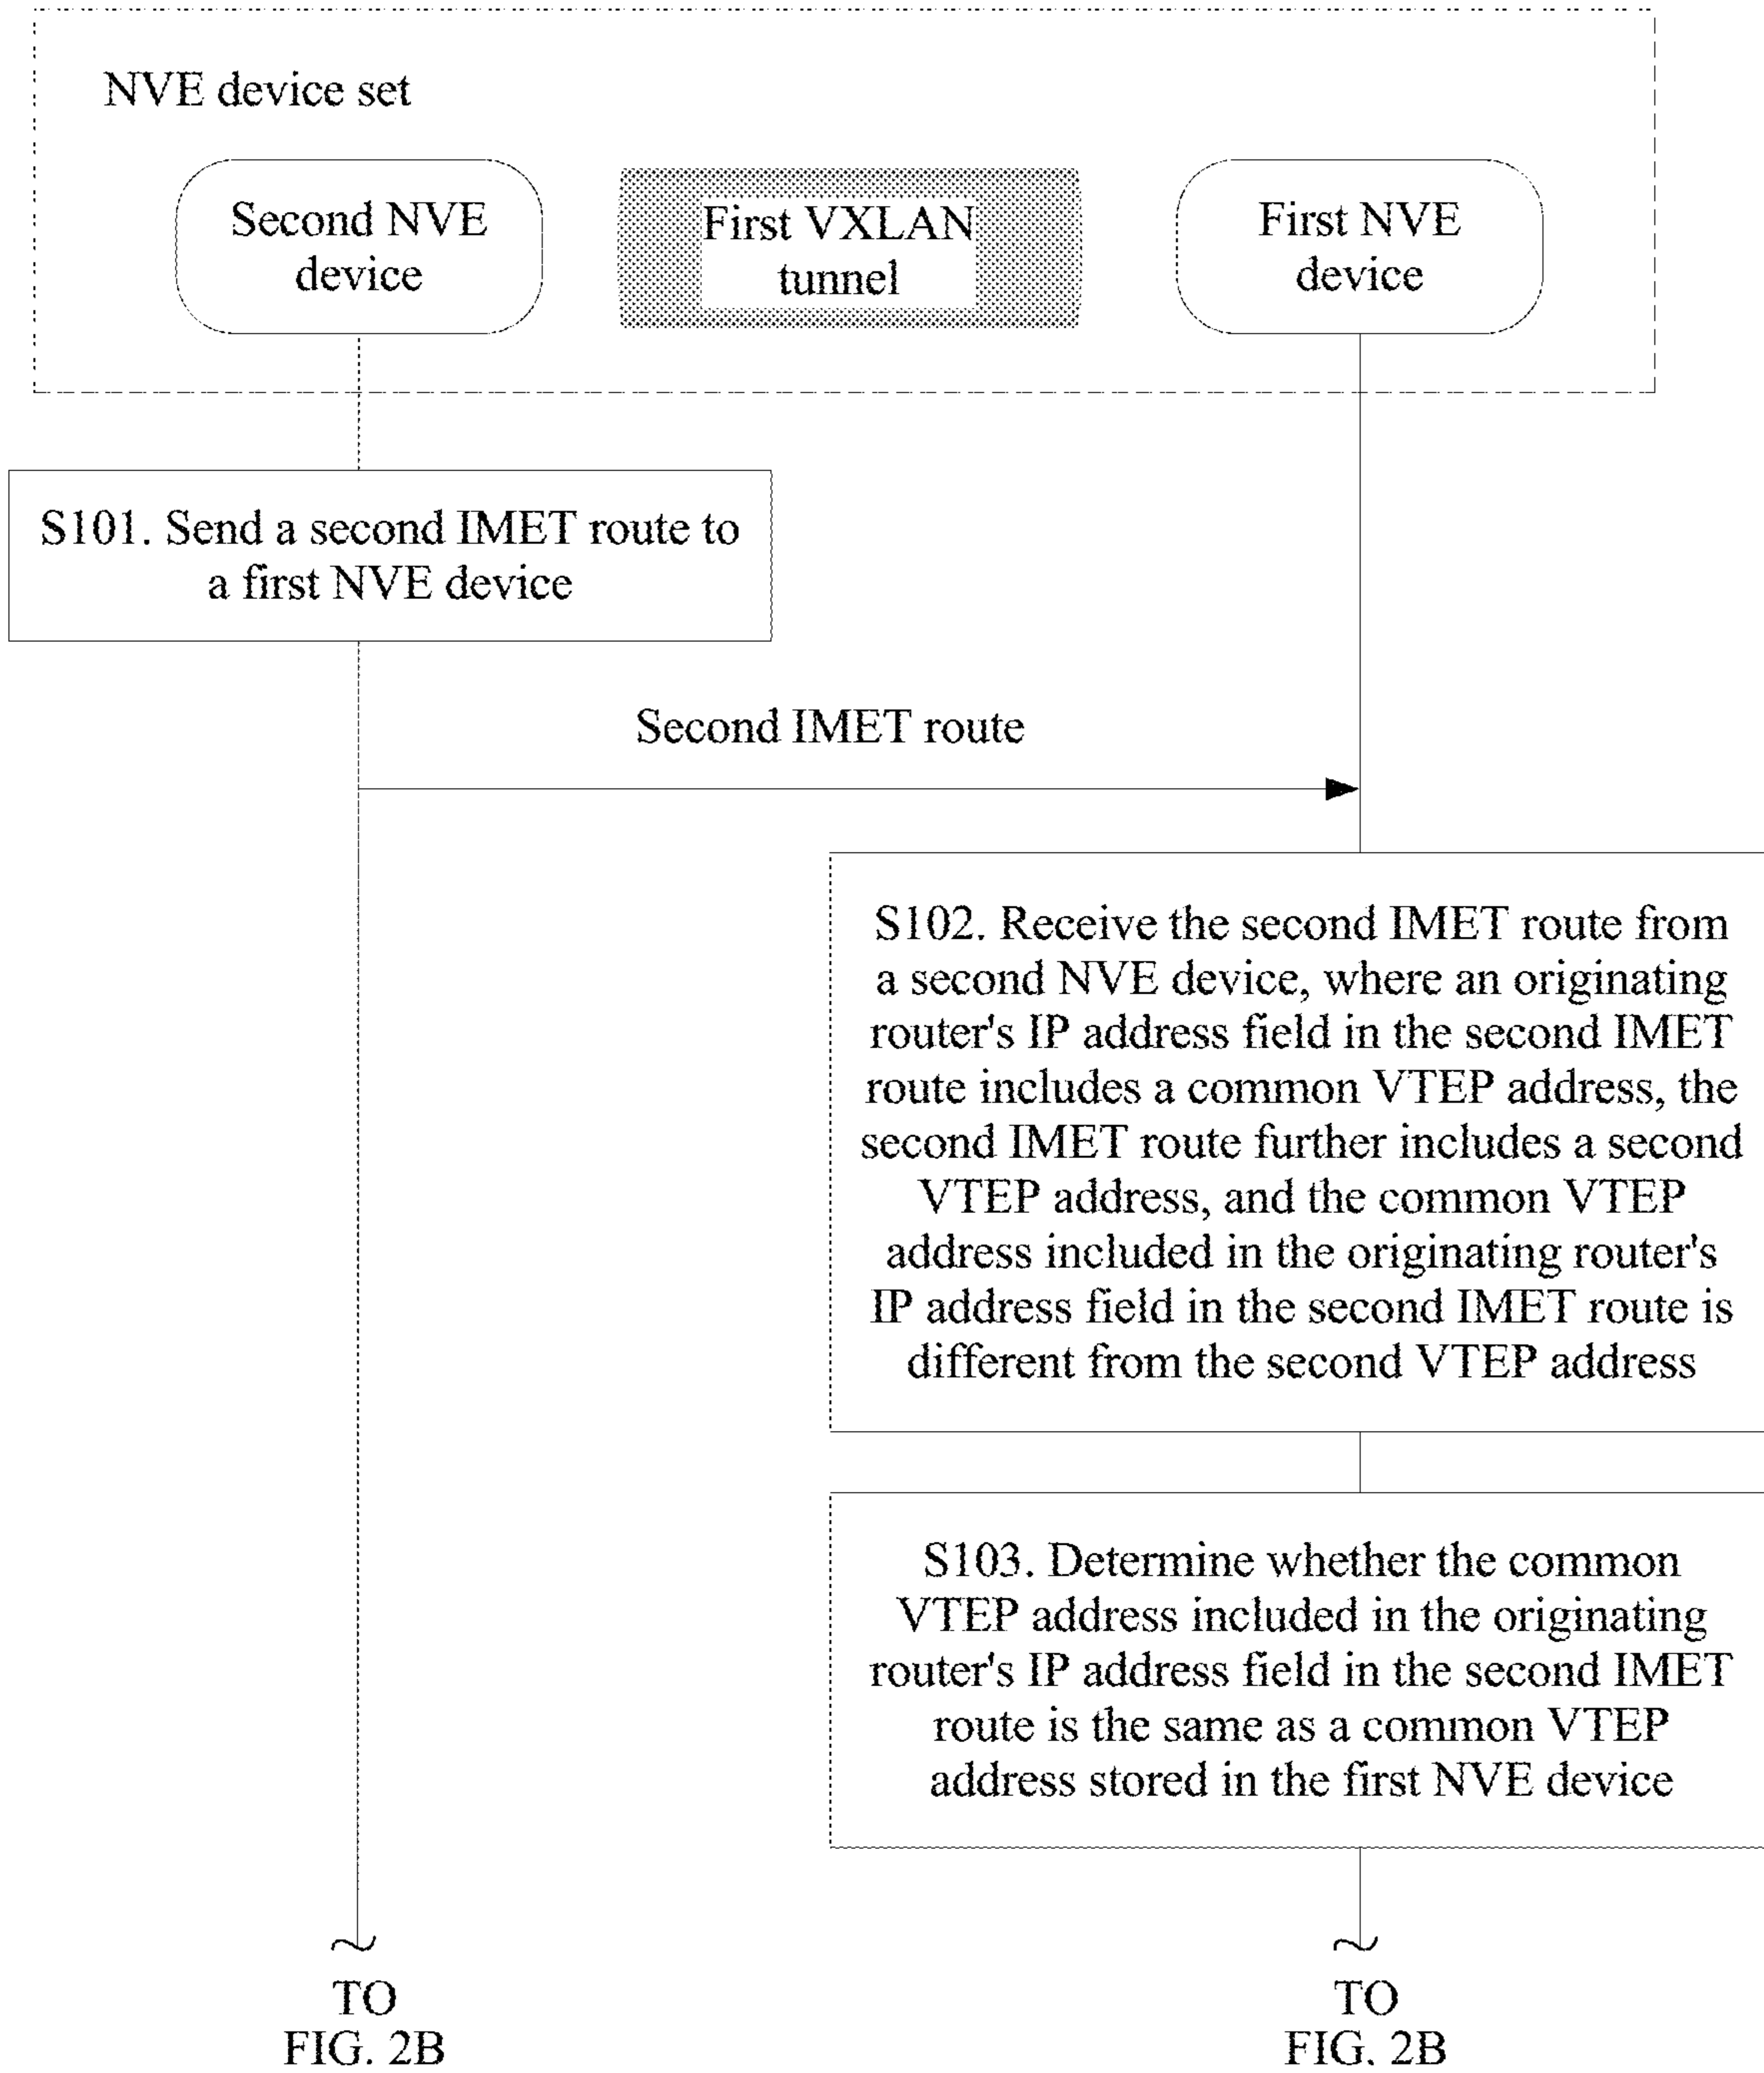 NVE device set
Second NVE
device
First VXLAN
tunnel
First NVE
device
S101. Send a second IMET route to
a first NVE device
Second IMET route
S102. Receive the second IMET route from
a second NVE device, where an originating
router's IP address field in the second IMET
route includes a common VTEP address, the
second IMET route further includes a second
VTEP address, and the common VTEP
address included in the originating router's
IP address field in the second IMET route is
different from the second VTEP address
S103. Determine whether the common
VTEP address included in the originating
router's IP address field in the second IMET
route is the same as a common VTEP
address stored in the first NVE device
TO
FIG. 2B
TO
FIG. 2B